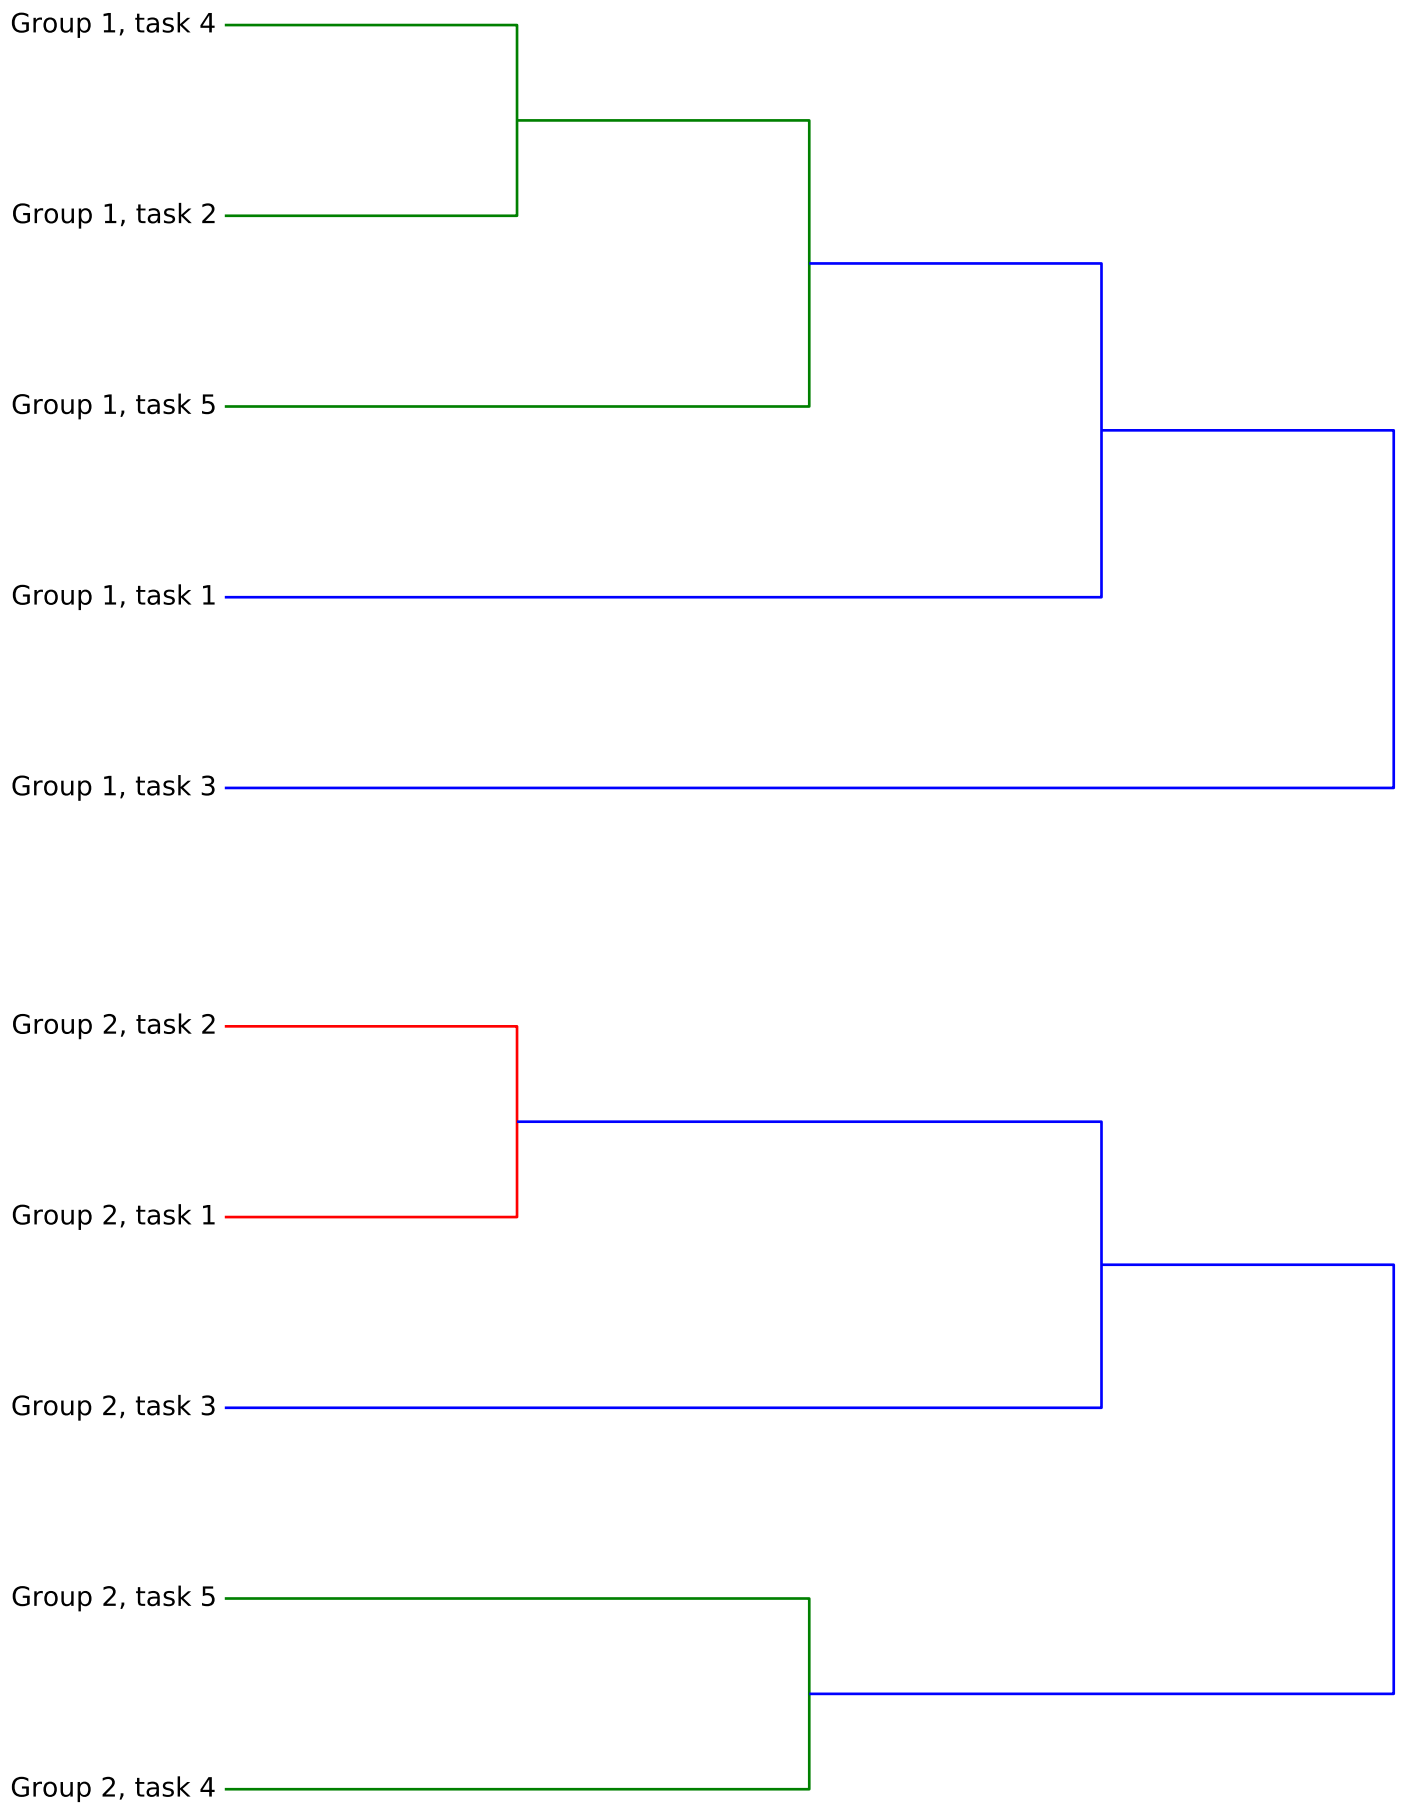 Group 1, task 4
Group 1, task 2
Group 1, task 5
Group 1, task 1
Group 1, task 3
Group 2, task 2
Group 2, task 1
Group 2, task 3
Group 2, task 5
Group 2, task 4